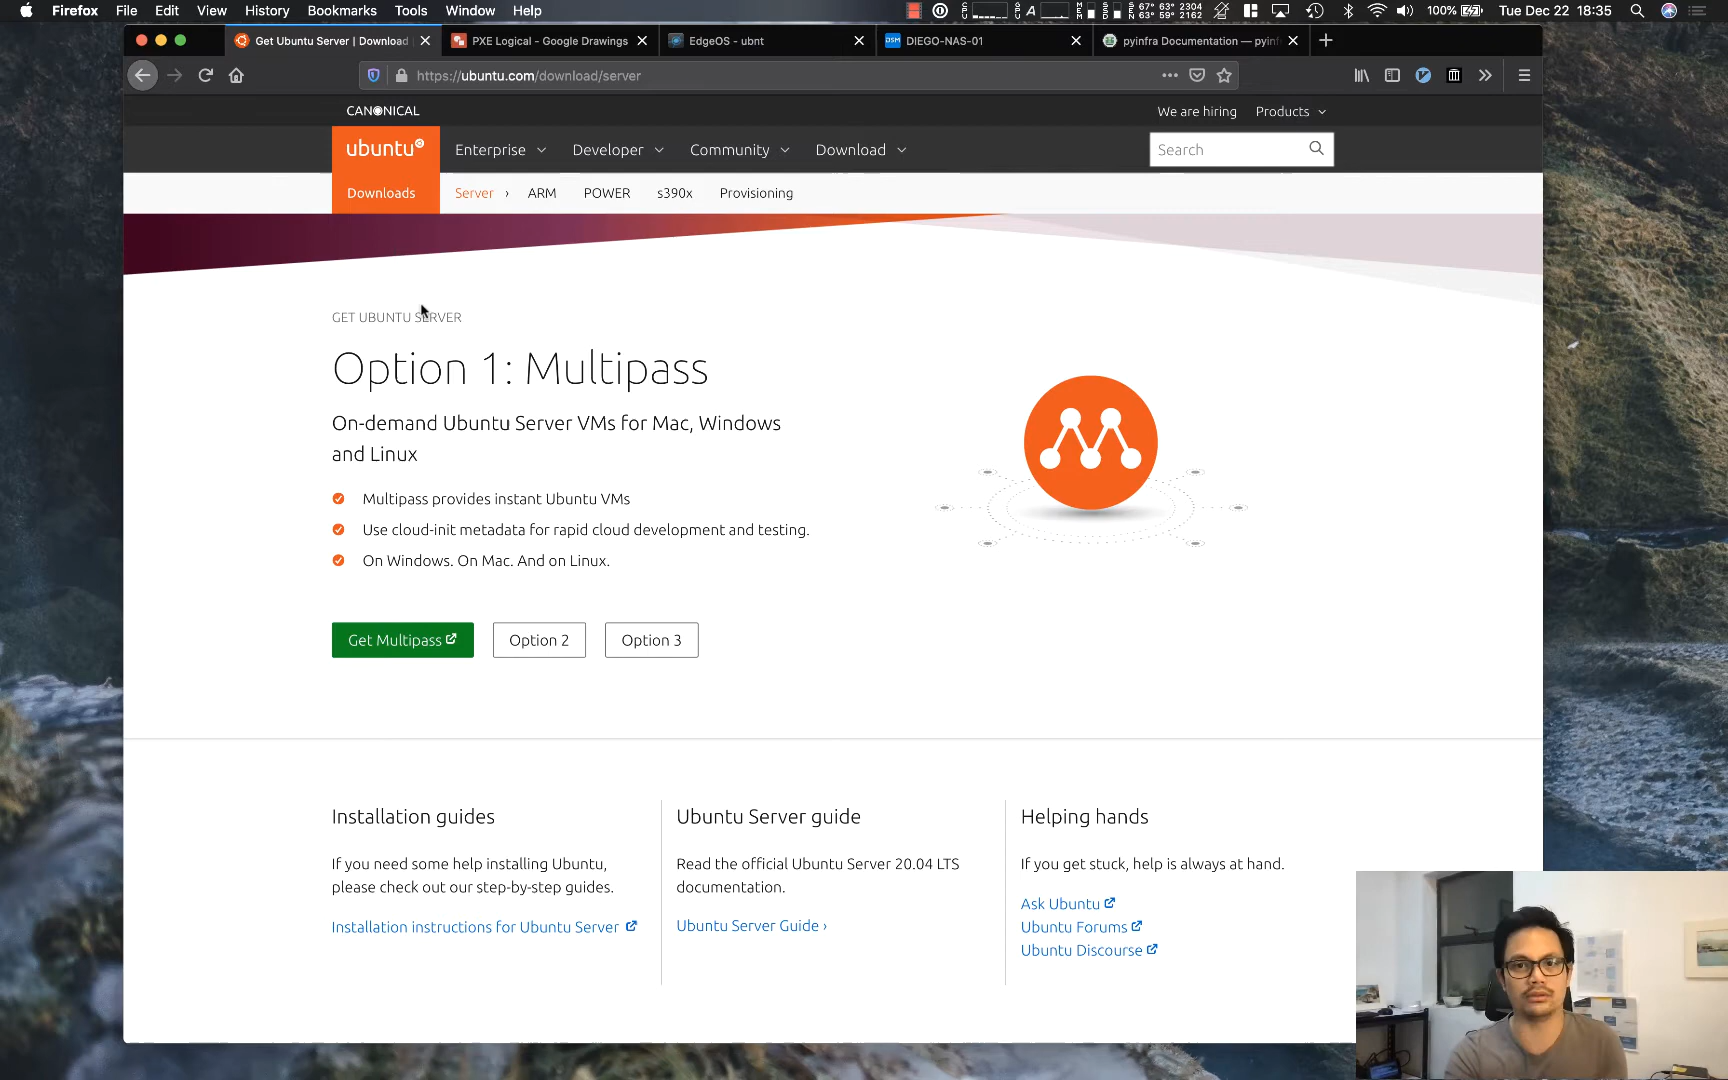 Firefox File Edit View History Bookmarks Tools Window Help 67° 63° 2304 63° 59° 2162 100% Tue Dec 22 18:35
Get Ubuntu Server | Download PXE Logical - Google Drawings EdgeOS - ubnt DIEGO-NAS-01 pyinfra Documentation — pyinf
https://ubuntu.com/download/server
CANONICAL We are hiring Products
ubuntu Enterprise Developer Community Download Search
Downloads Server › ARM POWER s390x Provisioning
GET UBUNTU SERVER
Option 1: Multipass
On-demand Ubuntu Server VMs for Mac, Windows
and Linux
Multipass provides instant Ubuntu VMs
Use cloud-init metadata for rapid cloud development and testing.
On Windows. On Mac. And on Linux.
Get Multipass Option 2 Option 3
Installation guides
If you need some help installing Ubuntu,
please check out our step-by-step guides.
Installation instructions for Ubuntu Server
Ubuntu Server guide
Read the official Ubuntu Server 20.04 LTS
documentation.
Ubuntu Server Guide ›
Helping hands
If you get stuck, help is always at hand.
Ask Ubuntu
Ubuntu Forums
Ubuntu Discourse